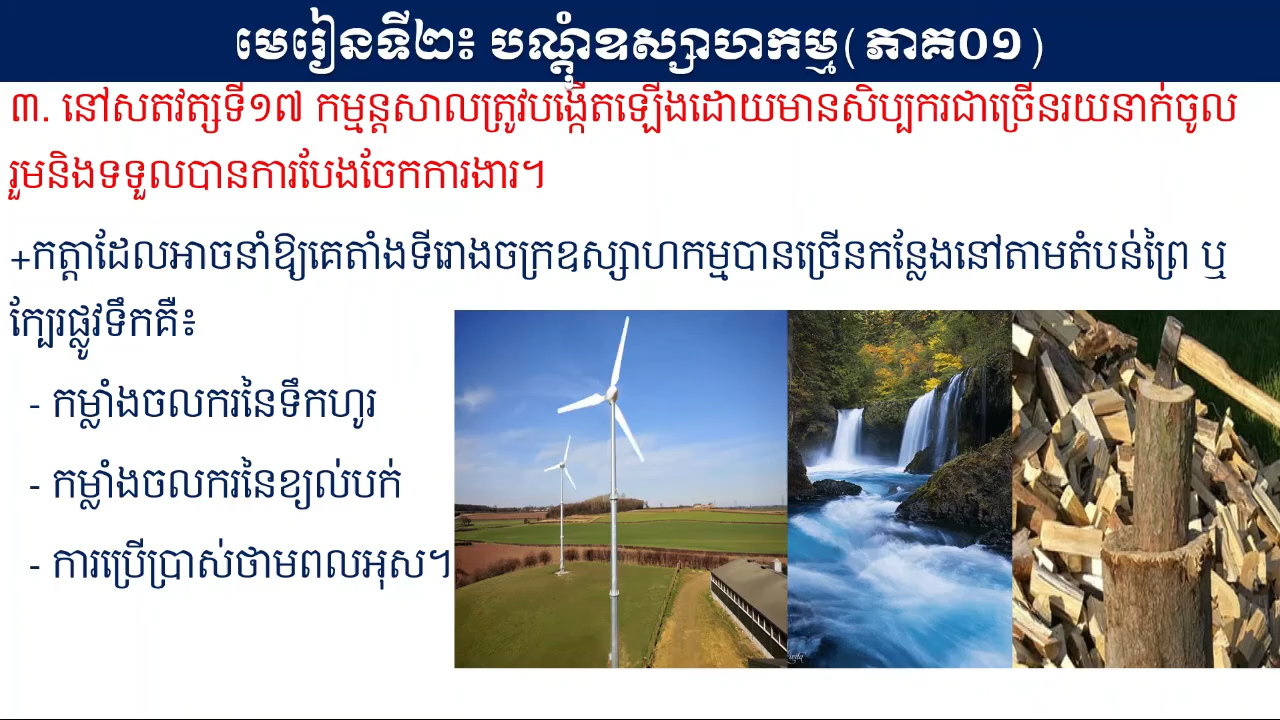 មេរៀនទី២៖ បណ្តុំឧស្សាហកម្ម(ភាគ០១)
៣. នៅសតវត្សទី១៧ កម្មន្តសាលត្រូវបង្កើតឡើងដោយមានសិប្បករជាច្រើនរយនាក់ចូល
រួមនិងទទួលបានការបែងចែកការងារ។
+កត្តាដែលអាចនាំឱ្យគេតាំងទីរោងចក្រឧស្សាហកម្មបានច្រើនកន្លែងនៅតាមតំបន់ព្រៃ ឬ
ក្បែរផ្លូវទឹកគឺ៖
- កម្លាំងចលករនៃទឹកហូរ
- កម្លាំងចលករនៃខ្យល់បក់
- ការប្រើប្រាស់ថាមពលអុស។